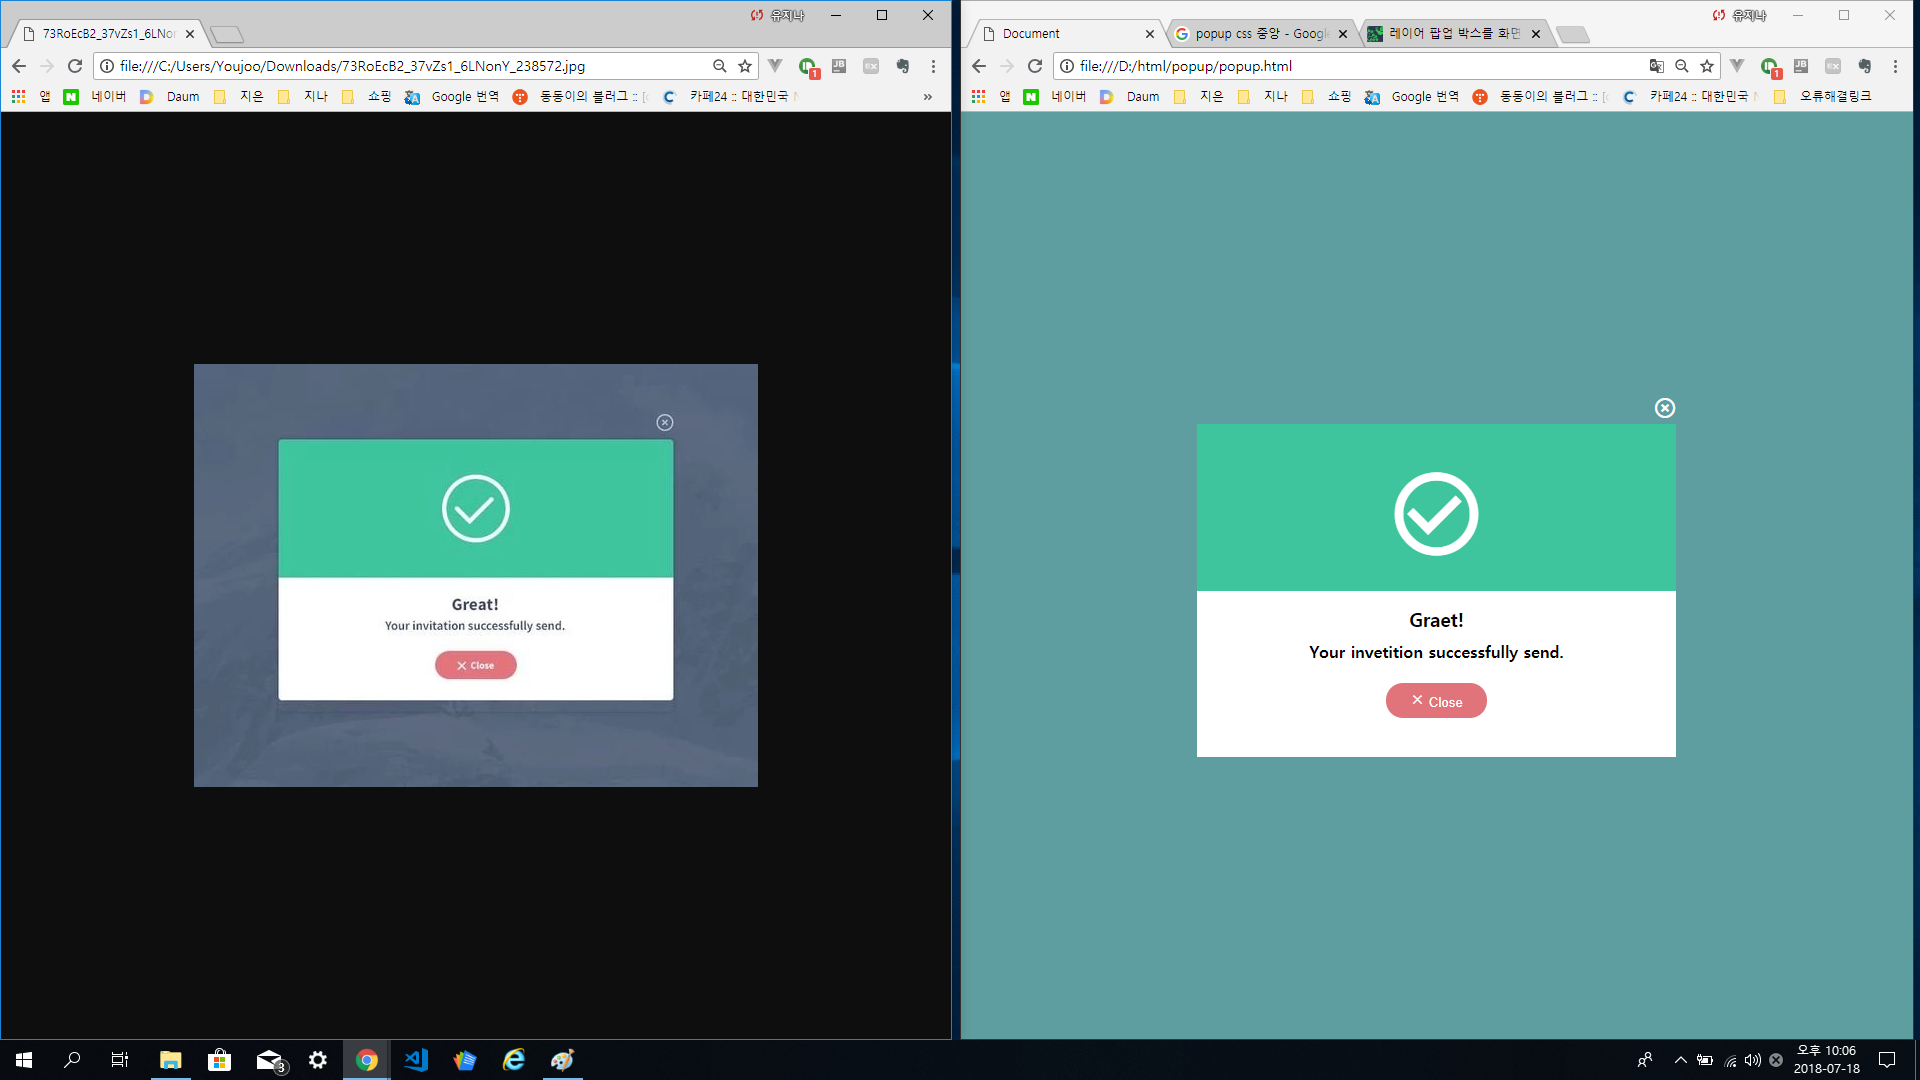 유지나
73RoEcB2_37vZs1_6LNon
file:///C:/Users/Youjoo/Downloads/73RoEcB2_37vZs1_6LNonY_238572.jpg
1
앱 네이버 Daum 지은 지나 쇼핑 Google 번역 동동이의 블러그 :: [ 카페24 :: 대한민국 »
Great!
Your invitation successfully send.
Close
유지나
Document popup css 중앙 - Google 레이어 팝업 박스를 화면
file:///D:/html/popup/popup.html
1
앱 네이버 Daum 지은 지나 쇼핑 Google 번역 동동이의 블러그 :: [ 카페24 :: 대한민국 오류해결링크
Graet!
Your invetition successfully send.
Close
3
오후 10:06
2018-07-18